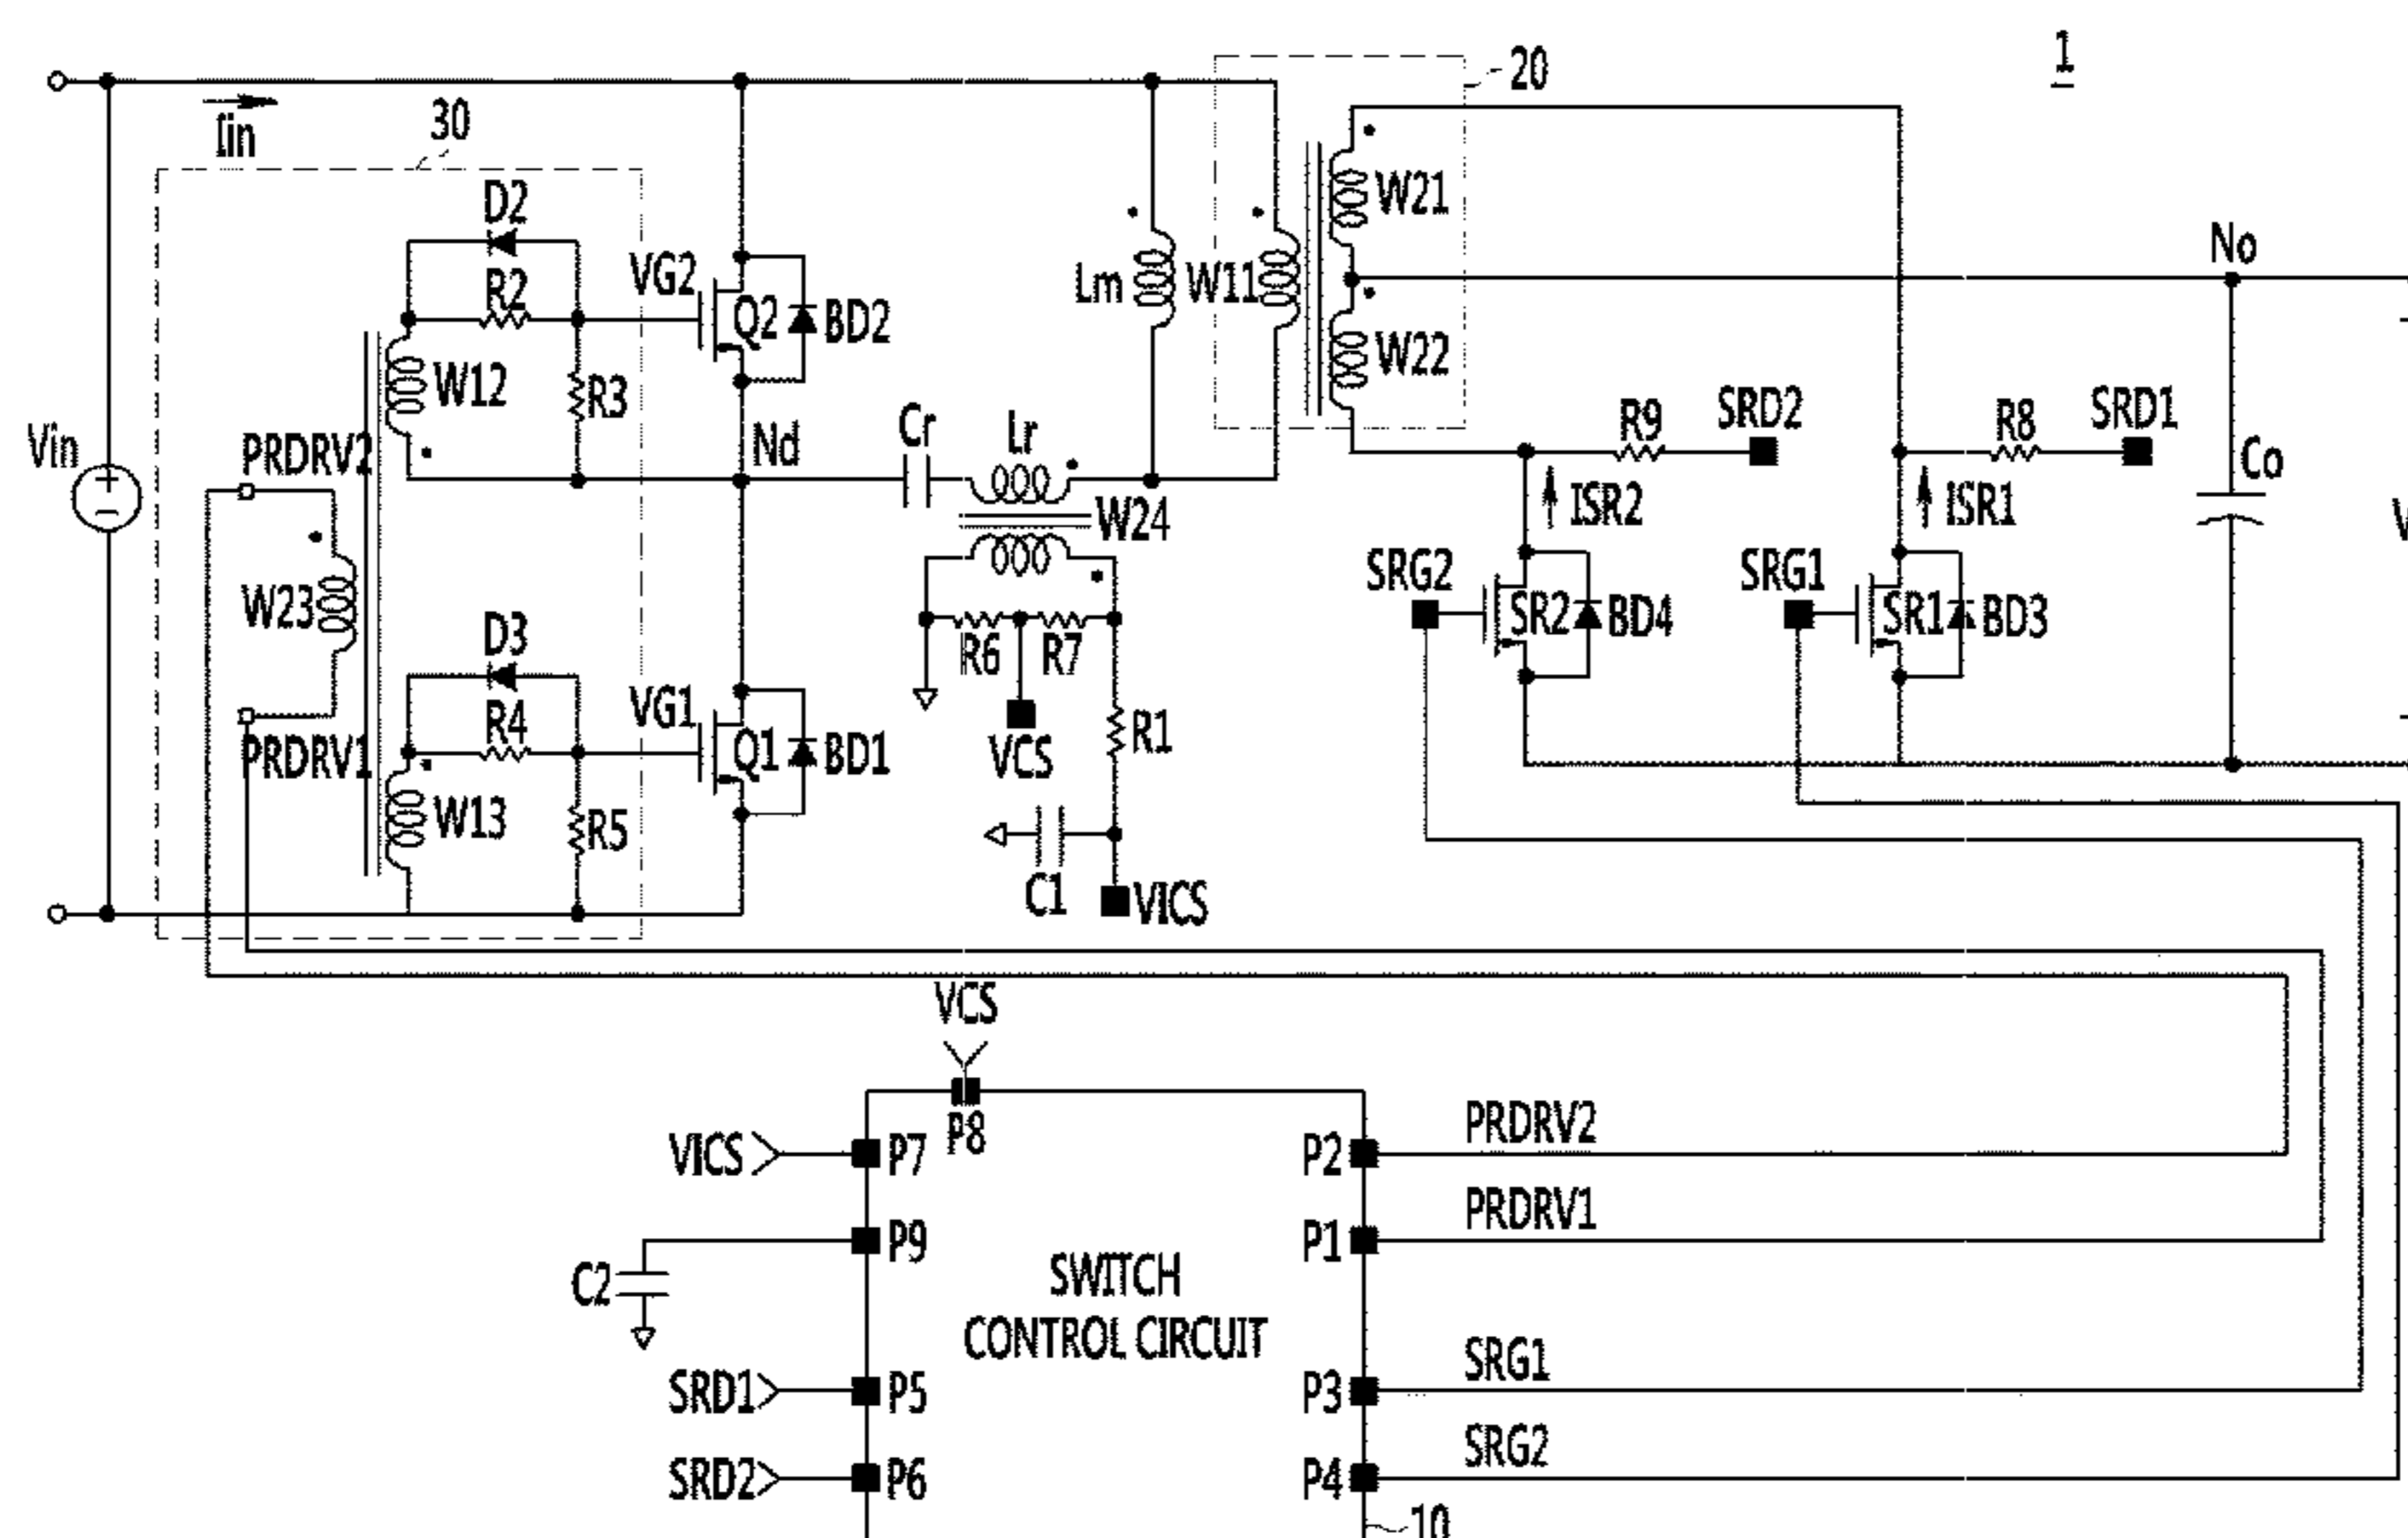 1
20
Iin
30
D2
R2
VG2
Q2
BD2
Lm
W11
W21
W22
No
W12
R3
Vin
PRDRV2
Nd
Cr
Lr
W24
R9
SRD2
R8
SRD1
Co
ISR2
ISR1
W23
SRG2
SR2
BD4
SRG1
SR1
BD3
D3
R4
VG1
Q1
BD1
R6
R7
VCS
R1
PRDRV1
W13
R5
C1
VICS
VCS
P8
VICS
P7
P2
PRDRV2
P9
P1
PRDRV1
C2
SWITCH
CONTROL CIRCUIT
SRD1
P5
P3
SRG1
SRD2
P6
P4
SRG2
10